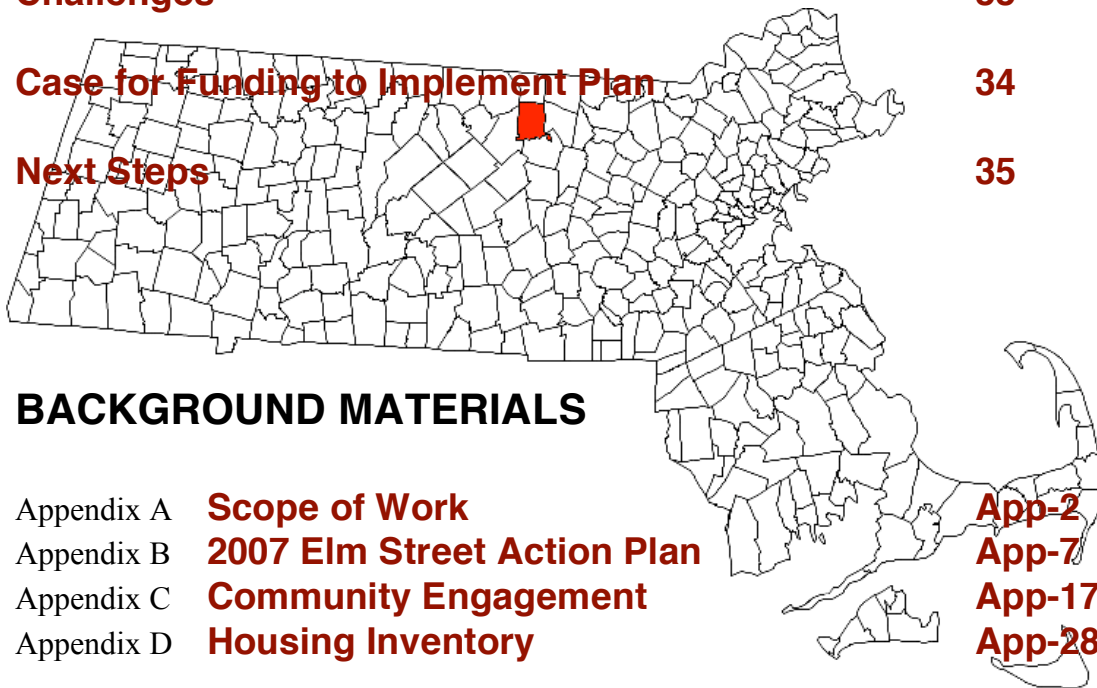 Challenges
Case for Funding to Implement Plan 34
Next Steps 35
BACKGROUND MATERIALS
Appendix A Scope of Work App-2
Appendix B 2007 Elm Street Action Plan App-7
Appendix C Community Engagement App-17
Appendix D Housing Inventory App-28